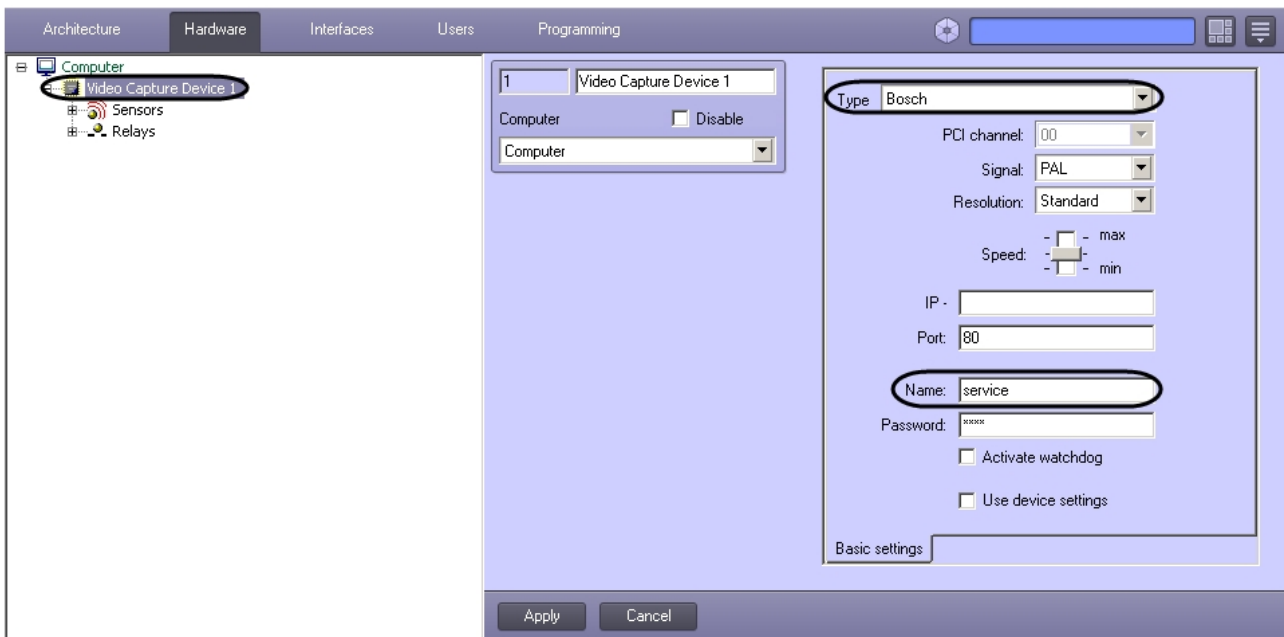 Architecture Hardware Interfaces Users Programming
Computer
Video Capture Device 1
Sensors
Relays
1 Video Capture Device 1
Computer Disable
Computer
Type Bosch
PCI channel: 00
Signal: PAL
Resolution: Standard
max
Speed:
min
IP -
Port: 80
Name: service
Password: ****
Activate watchdog
Use device settings
Basic settings
Apply Cancel